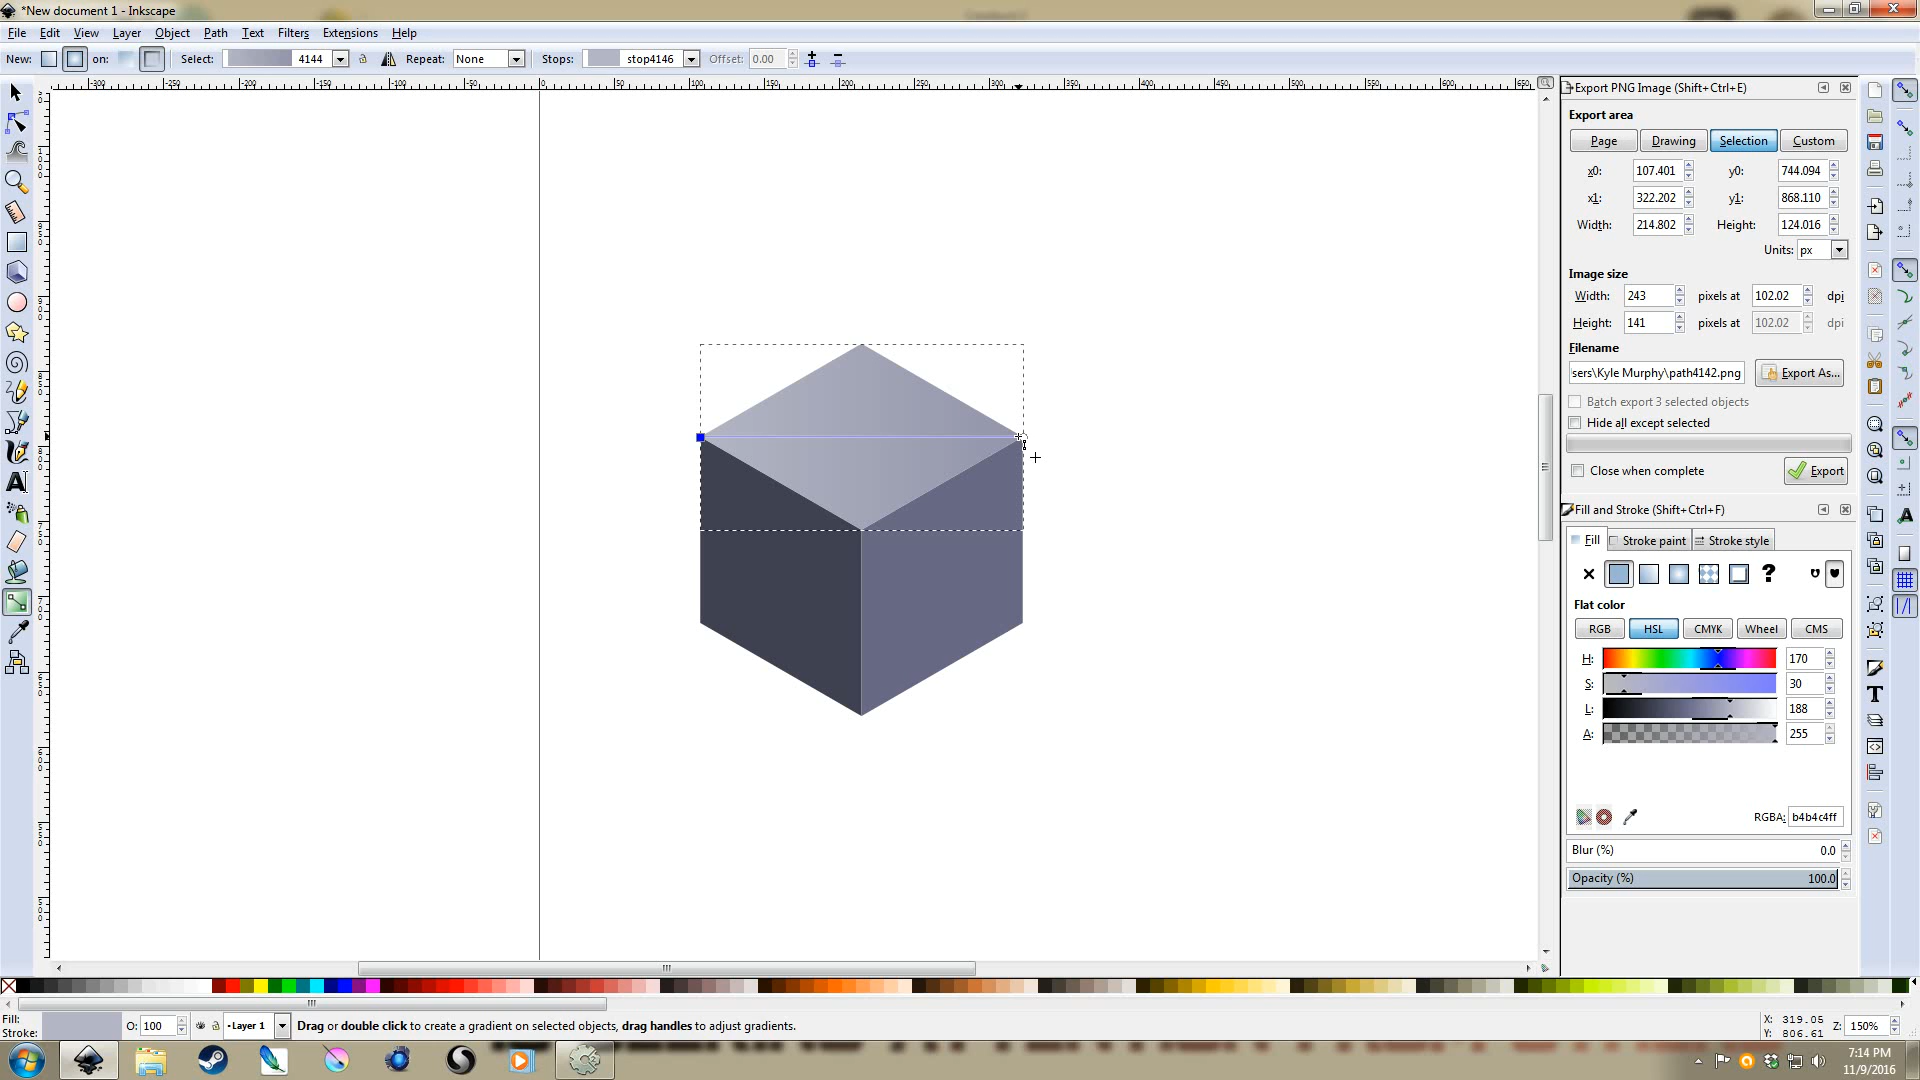 *New document 1 - Inkscape
File Edit View Layer Object Path Text Filters Extensions Help
New: on: Select: 4144 Repeat: None Stops: stop4146 Offset: 0.00
Export PNG Image (Shift+Ctrl+E)
Export area
Page Drawing Selection Custom
x0: 107.401 y0: 744.094
x1: 322.202 y1: 868.110
Width: 214.802 Height: 124.016
Units: px
Image size
Width: 243 pixels at 102.02 dpi
Height: 141 pixels at 102.02 dpi
Filename
sers\Kyle Murphy\path4142.png Export As...
Batch export 3 selected objects
Hide all except selected
Close when complete Export
Fill and Stroke (Shift+Ctrl+F)
Fill Stroke paint Stroke style
Flat color
RGB HSL CMYK Wheel CMS
H: 170
S: 30
L: 188
A: 255
RGBA: b4b4c4ff
Blur (%) 0.0
Opacity (%) 100.0
Fill:
Stroke:
O: 100 Layer 1 Drag or double click to create a gradient on selected objects, drag handles to adjust gradients.
X: 319.05
Y: 806.61
Z: 150%
7:14 PM
11/9/2016